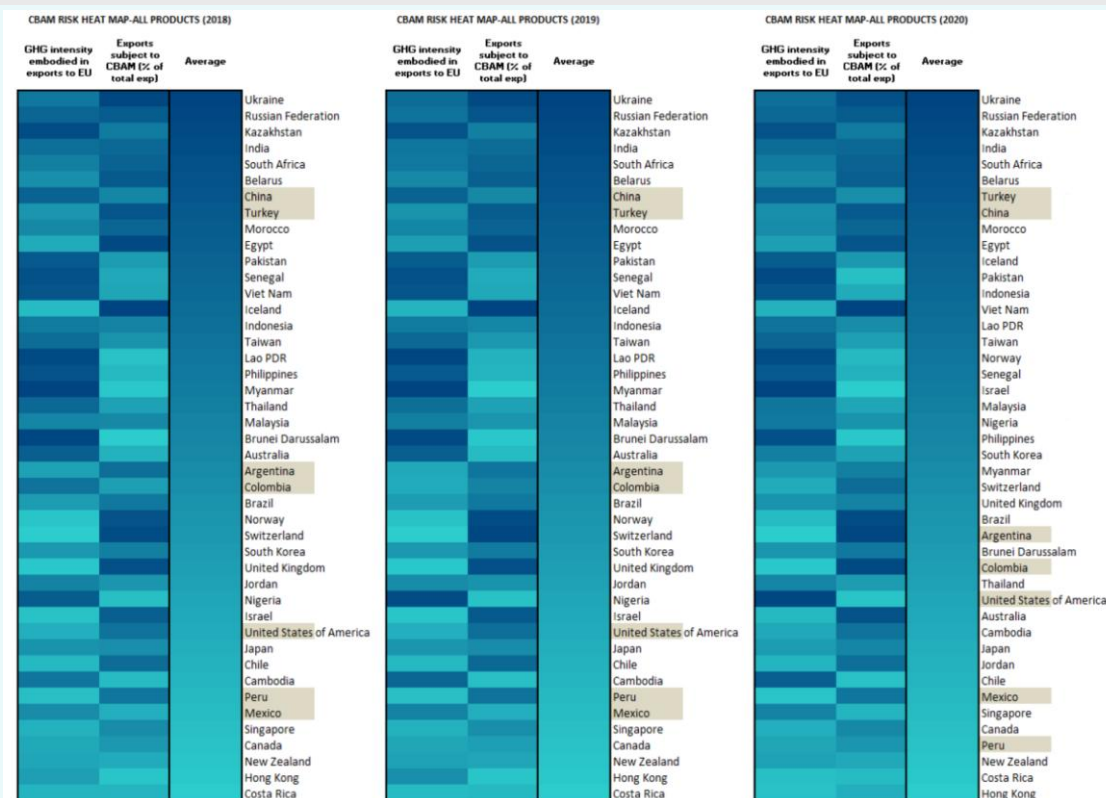 CBAM RISK HEAT MAP-ALL PRODUCTS (2018)
GHG intensity
embodied in
exports to EU
Exports
subject to
CBAM (% of
total exp)
Average
Ukraine
Russian Federation
Kazakhstan
India
South Africa
Belarus
China
Turkey
Morocco
Egypt
Pakistan
Senegal
Viet Nam
Iceland
Indonesia
Taiwan
Lao PDR
Philippines
Myanmar
Thailand
Malaysia
Brunei Darussalam
Australia
Argentina
Colombia
Brazil
Norway
Switzerland
South Korea
United Kingdom
Jordan
Nigeria
Israel
United States of America
Japan
Chile
Cambodia
Peru
Mexico
Singapore
Canada
New Zealand
Hong Kong
Costa Rica
CBAM RISK HEAT MAP-ALL PRODUCTS (2019)
GHG intensity
embodied in
exports to EU
Exports
subject to
CBAM (% of
total exp)
Average
Ukraine
Russian Federation
Kazakhstan
India
South Africa
Belarus
China
Turkey
Morocco
Egypt
Pakistan
Senegal
Viet Nam
Iceland
Indonesia
Taiwan
Lao PDR
Philippines
Myanmar
Thailand
Malaysia
Brunei Darussalam
Australia
Argentina
Colombia
Brazil
Norway
Switzerland
South Korea
United Kingdom
Jordan
Nigeria
Israel
United States of America
Japan
Chile
Cambodia
Peru
Mexico
Singapore
Canada
New Zealand
Hong Kong
Costa Rica
CBAM RISK HEAT MAP-ALL PRODUCTS (2020)
GHG intensity
embodied in
exports to EU
Exports
subject to
CBAM (% of
total exp)
Average
Ukraine
Russian Federation
Kazakhstan
India
South Africa
Belarus
Turkey
China
Morocco
Egypt
Iceland
Pakistan
Indonesia
Viet Nam
Lao PDR
Taiwan
Norway
Senegal
Israel
Malaysia
Nigeria
Philippines
South Korea
Myanmar
Switzerland
United Kingdom
Brazil
Argentina
Brunei Darussalam
Colombia
Thailand
United States of America
Australia
Cambodia
Japan
Jordan
Chile
Mexico
Singapore
Canada
Peru
New Zealand
Costa Rica
Hong Kong